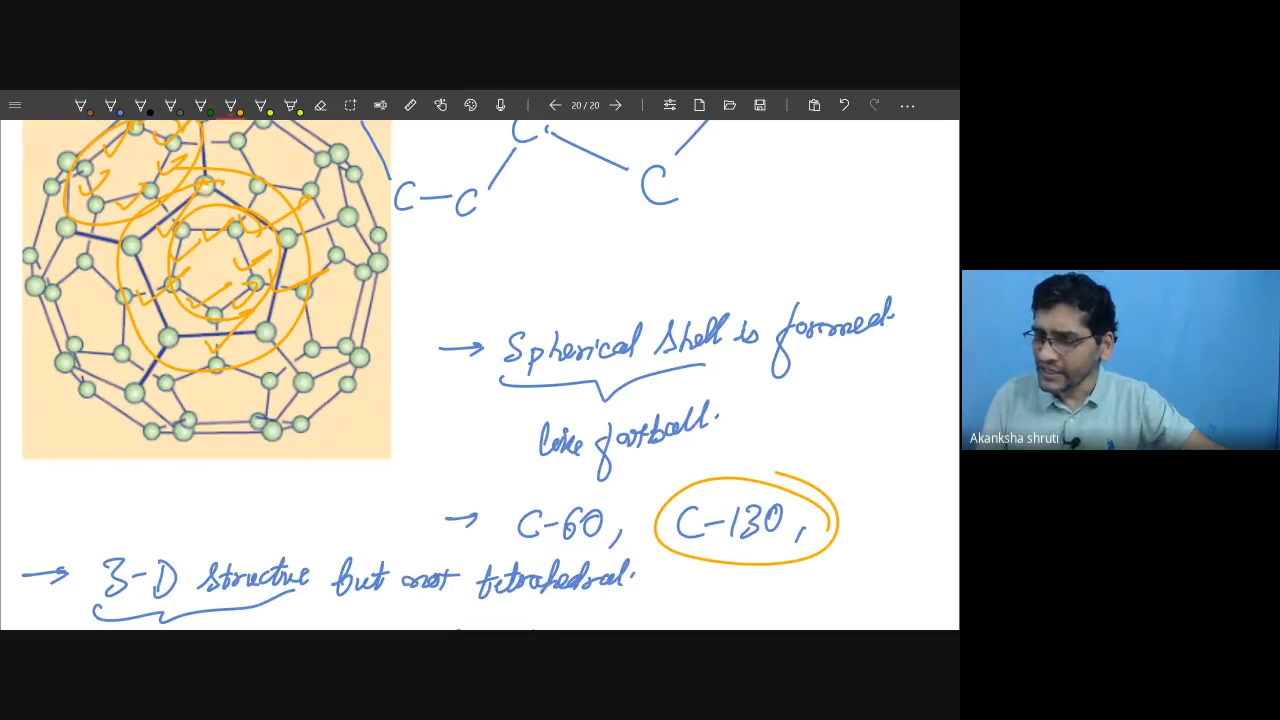 20/20
C
C-C
C
→ Spherical shell is formed.
like football.
→ C-60, C-130,
→ 3-D structure but not tetrahedral.
Akanksha shruti